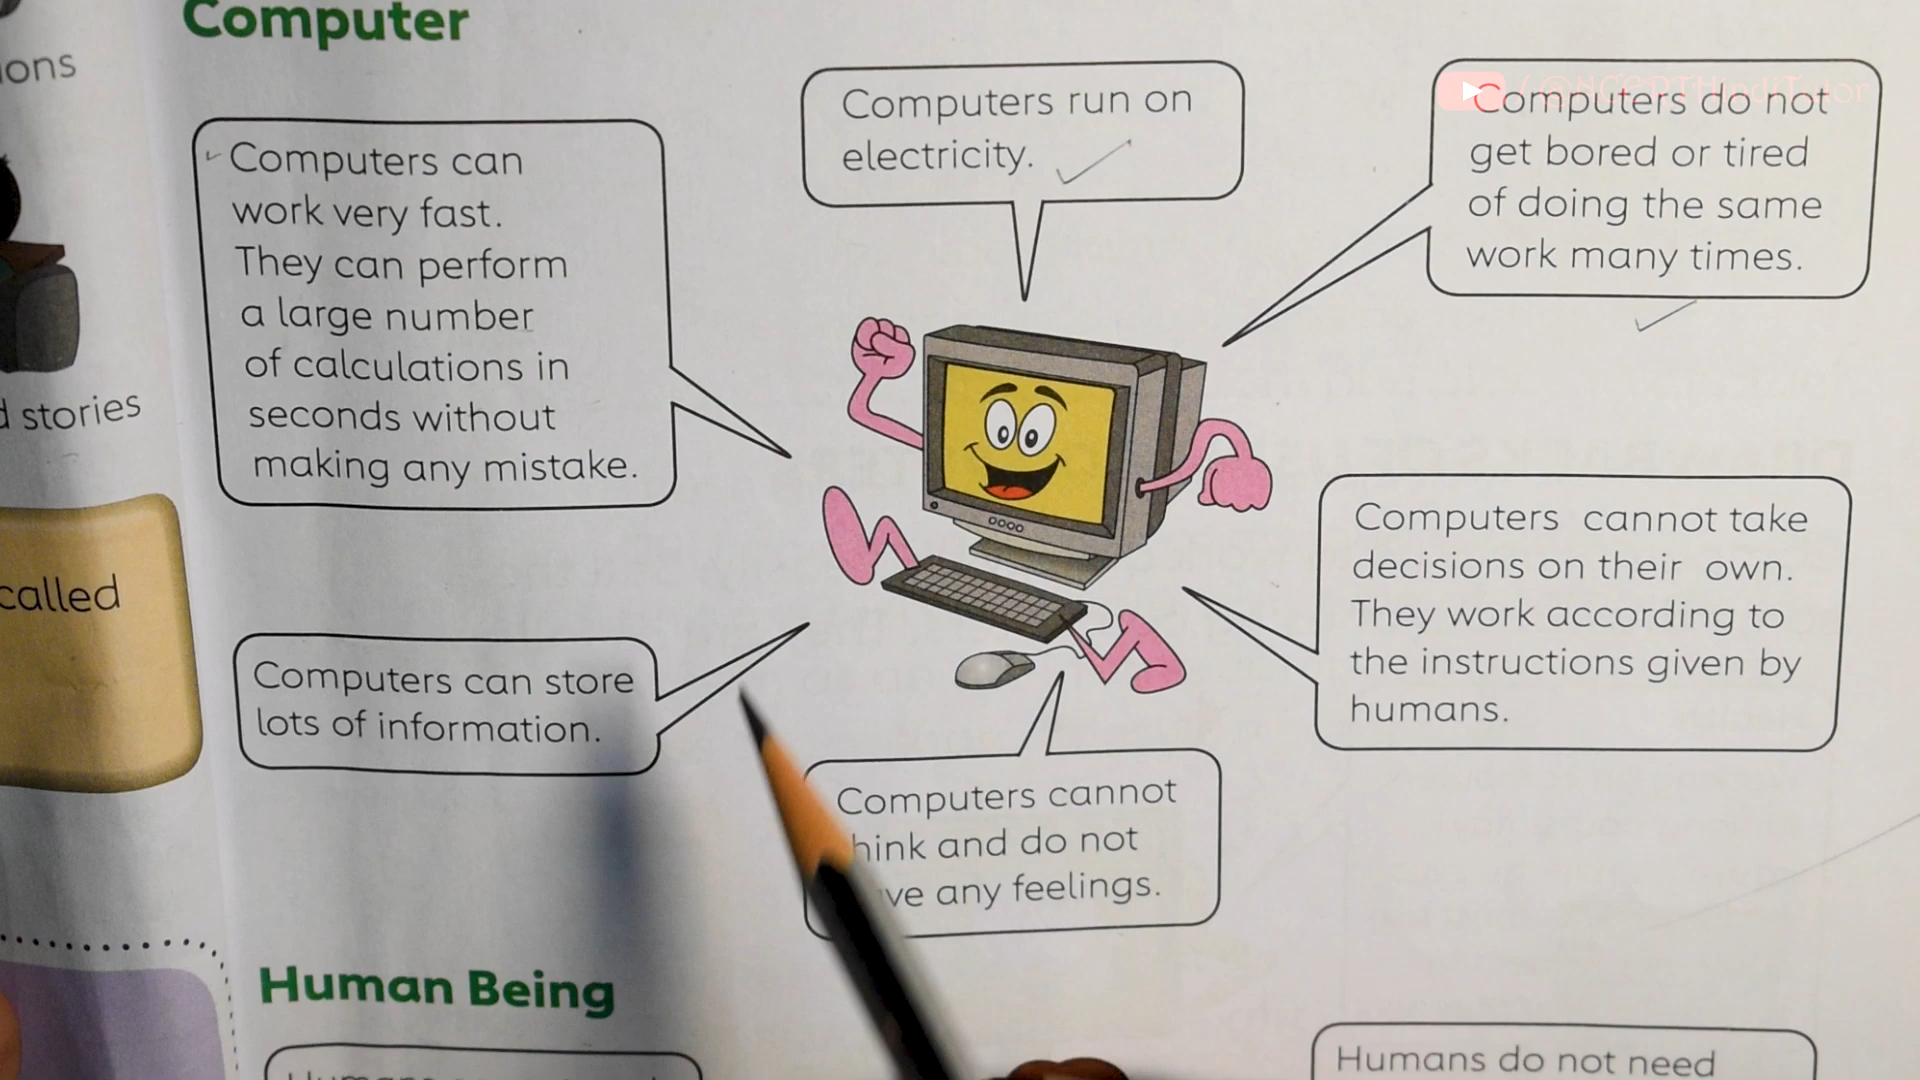 Computer
ions
Computers can
work very fast.
They can perform
a large number
of calculations in
seconds without
making any mistake.
Computers run on
electricity.
Computers do not
get bored or tired
of doing the same
work many times.
(@NCERTHindiTutor
d stories
called
Computers cannot take
decisions on their own.
They work according to
the instructions given by
humans.
Computers can store
lots of information.
Computers cannot
hink and do not
ve any feelings.
Human Being
Humans do not need